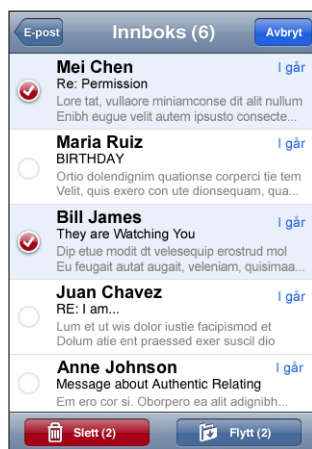 E-post
Innboks (6)
Avbryt
Mei Chen
I går
Re: Permission
Lore tat, vullaore miniamconse dit alit nullum
Enibh eugue velit autem ipsusto consecte...
Maria Ruiz
I går
BIRTHDAY
Ortio dolendignim quationse corperci tie tem
Velit, quis exero con ute dionsequam, qua...
Bill James
I går
They are Watching You
Dip etue modit dt velesequip erostrud mol
Eu feugait autat augait, veleniam, quisimaa...
Juan Chavez
I går
RE: I am...
Lum et ut wis dolor iustie facipismod et
Dolum atie ent praessed exer suscil dio
Anne Johnson
I går
Message about Authentic Relating
Em ero cor si. Oborpero ea alit adignibh...
Slett (2)
Flytt (2)